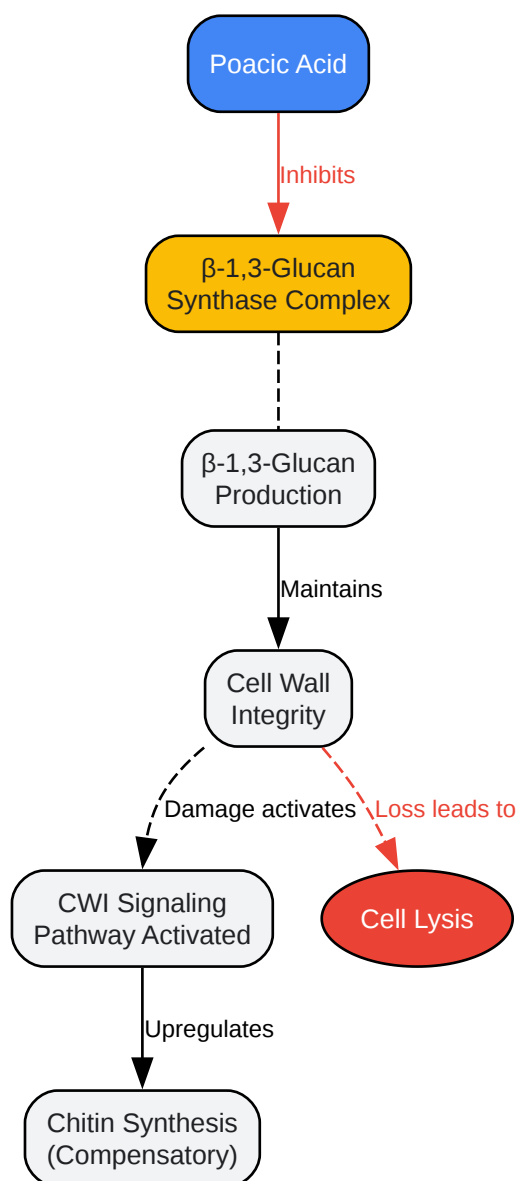 Poacic Acid
Inhibits
β-1,3-Glucan
Synthase Complex
β-1,3-Glucan
Production
Maintains
Cell Wall
Integrity
Damage activates
Loss leads to
CWI Signaling
Pathway Activated
Cell Lysis
Upregulates
Chitin Synthesis
(Compensatory)